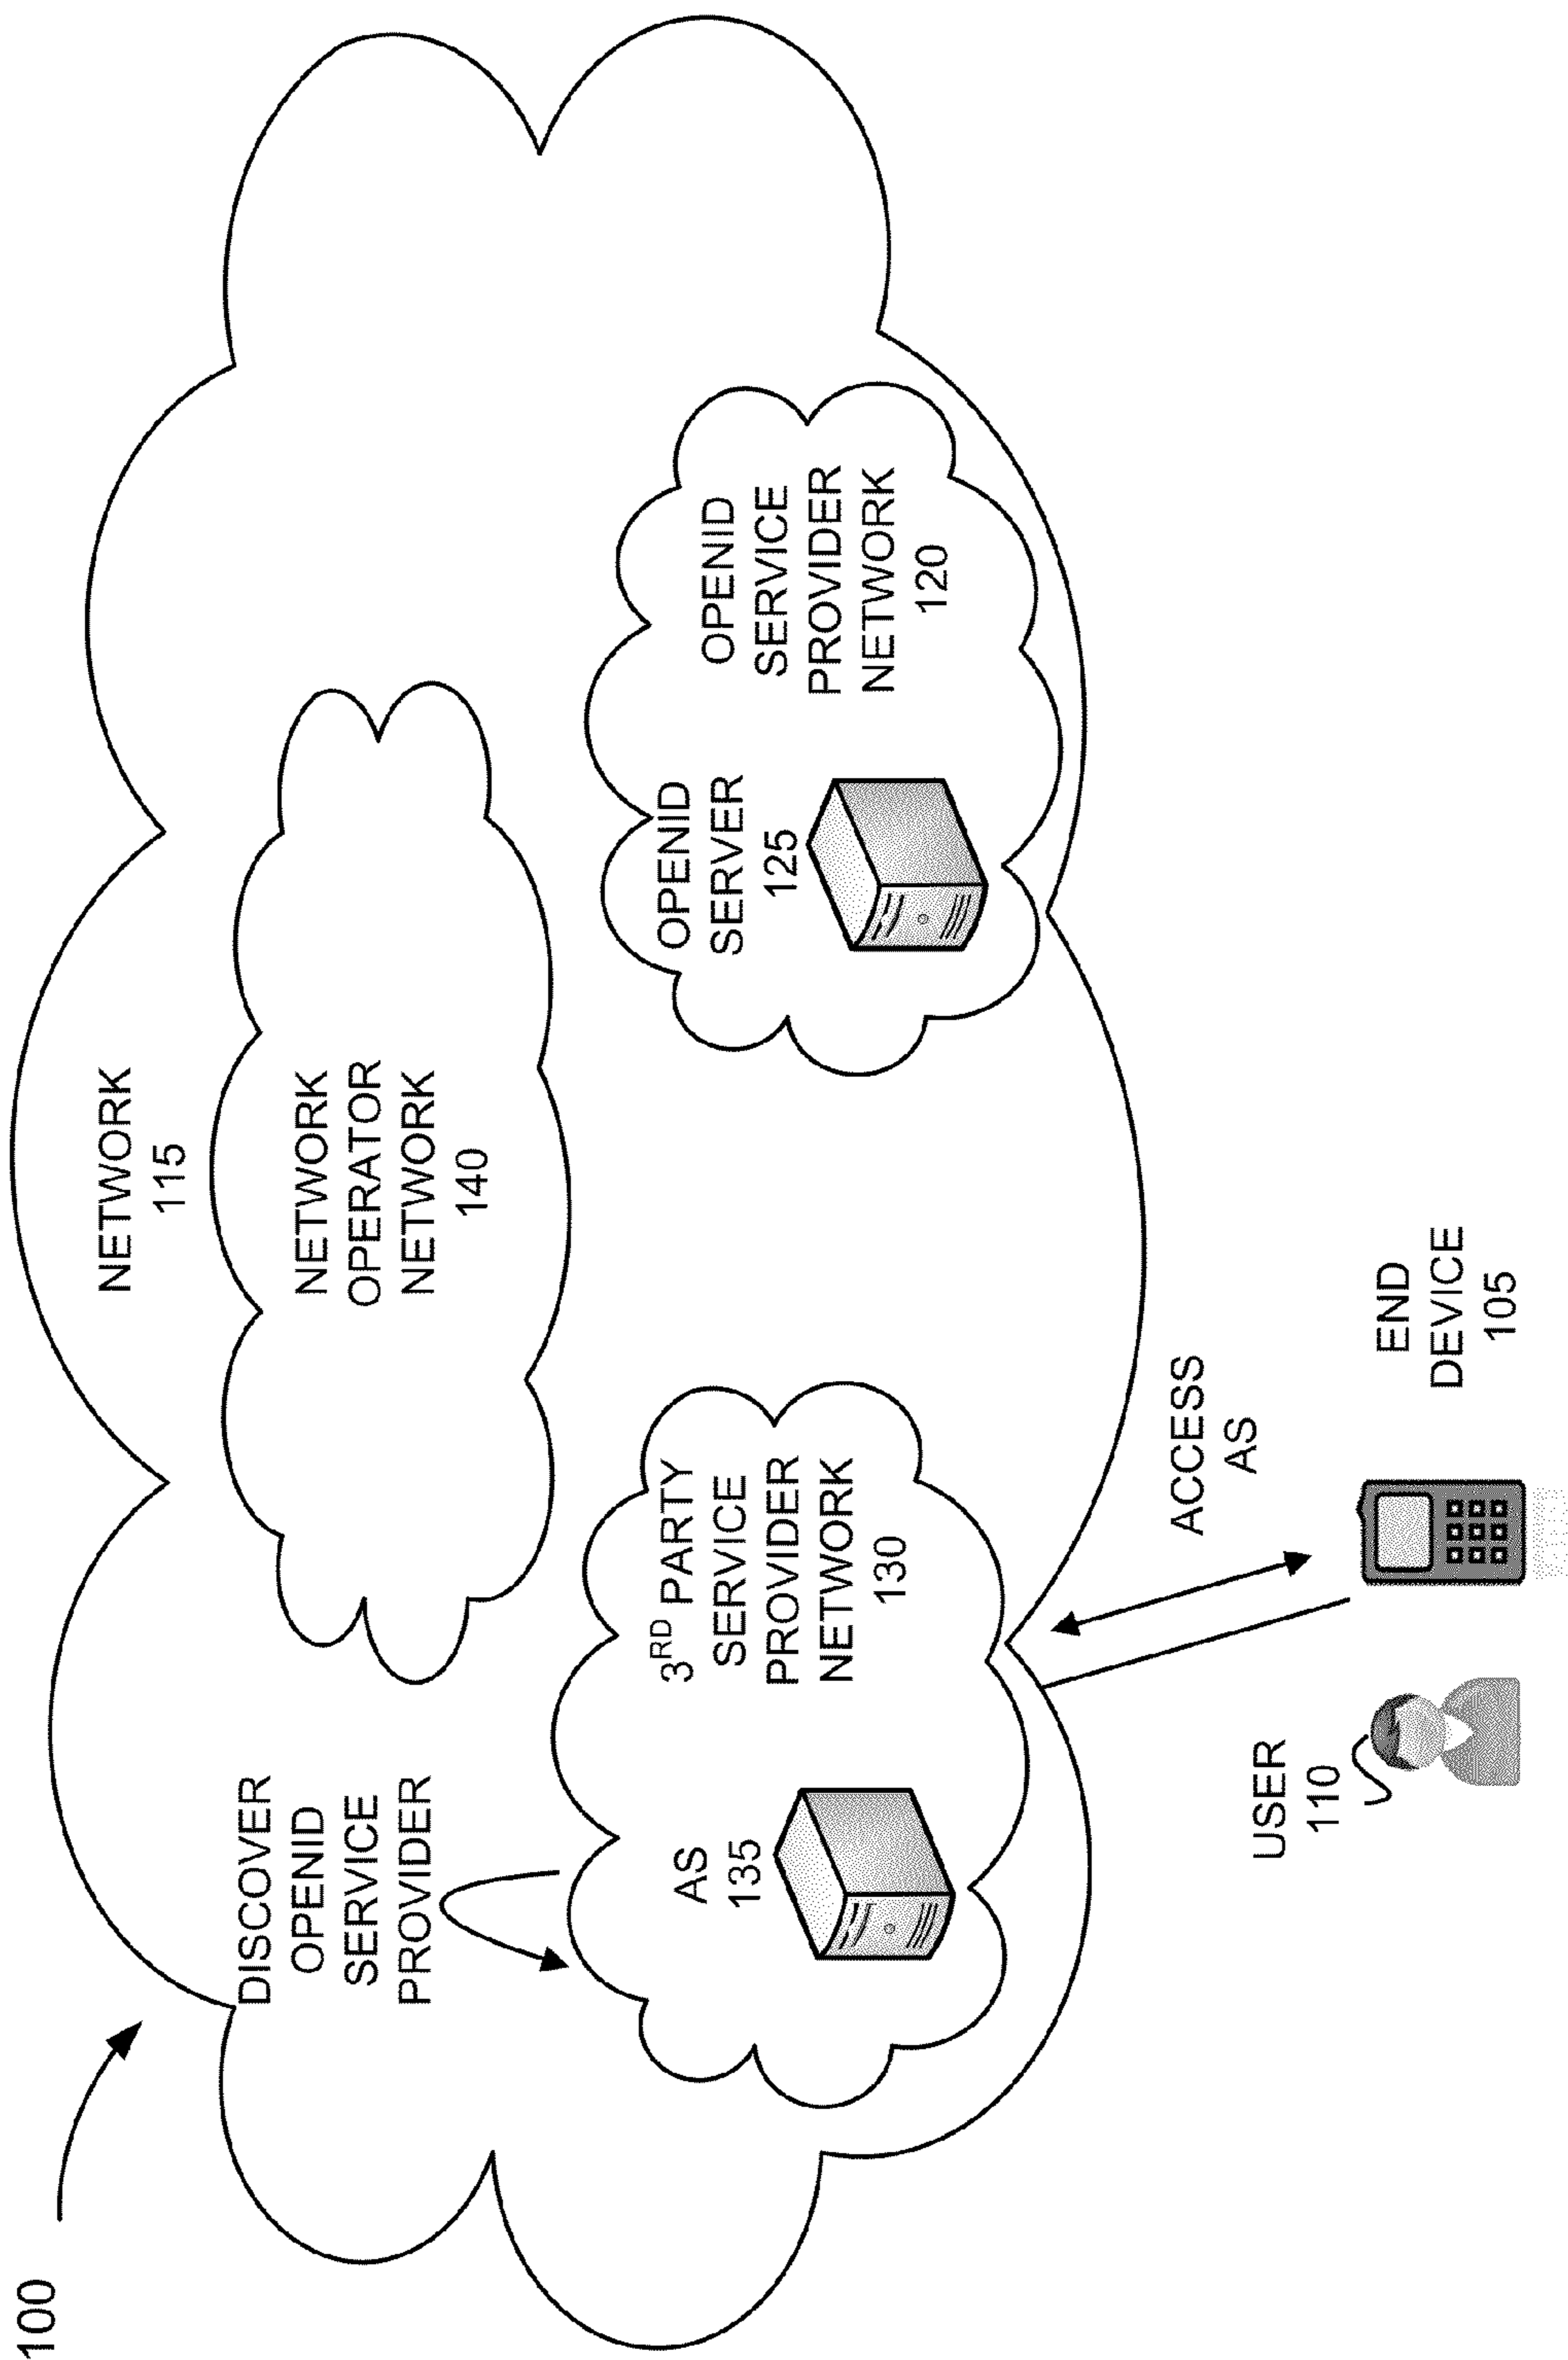 100
NETWORK
115
NETWORK
OPERATOR
NETWORK
140
DISCOVER
OPENID
SERVICE
PROVIDER
3RD PARTY
SERVICE
PROVIDER
NETWORK
130
AS
135
OPENID
SERVER
125
OPENID
SERVICE
PROVIDER
NETWORK
120
ACCESS
AS
USER
110
END
DEVICE
105